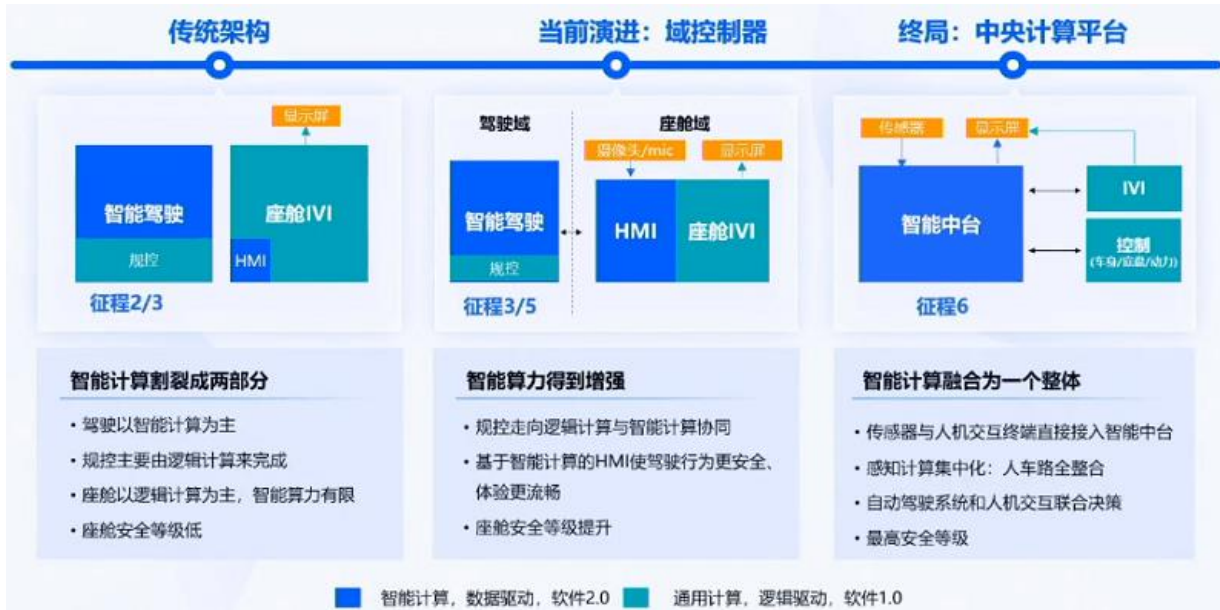 传统架构
当前演进：域控制器
终局：中央计算平台
显示屏
智能驾驶
规控
座舱IVI
HMI
征程2/3
驾驶域
座舱域
摄像头/mic
显示屏
智能驾驶
规控
HMI
座舱IVI
征程3/5
传感器
显示屏
智能中台
IVI
控制
(车身/底盘/动力)
征程6
智能计算割裂成两部分
• 驾驶以智能计算为主
• 规控主要由逻辑计算来完成
• 座舱以逻辑计算为主，智能算力有限
• 座舱安全等级低
智能算力得到增强
• 规控走向逻辑计算与智能计算协同
• 基于智能计算的HMI使驾驶行为更安全、
体验更流畅
• 座舱安全等级提升
智能计算融合为一个整体
• 传感器与人机交互终端直接接入智能中台
• 感知计算集中化：人车路全整合
• 自动驾驶系统和人机交互联合决策
• 最高安全等级
智能计算，数据驱动，软件2.0
通用计算，逻辑驱动，软件1.0